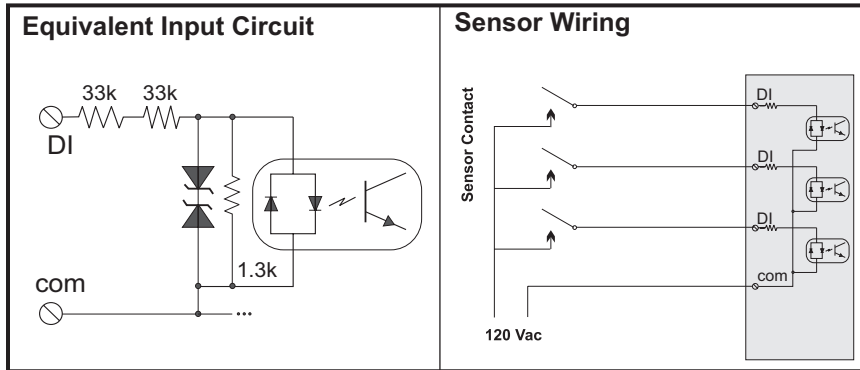 Equivalent Input Circuit
33k 33k
DI
1.3k
com
...
Sensor Wiring
Sensor Contact
DI
DI
DI
com
120 Vac